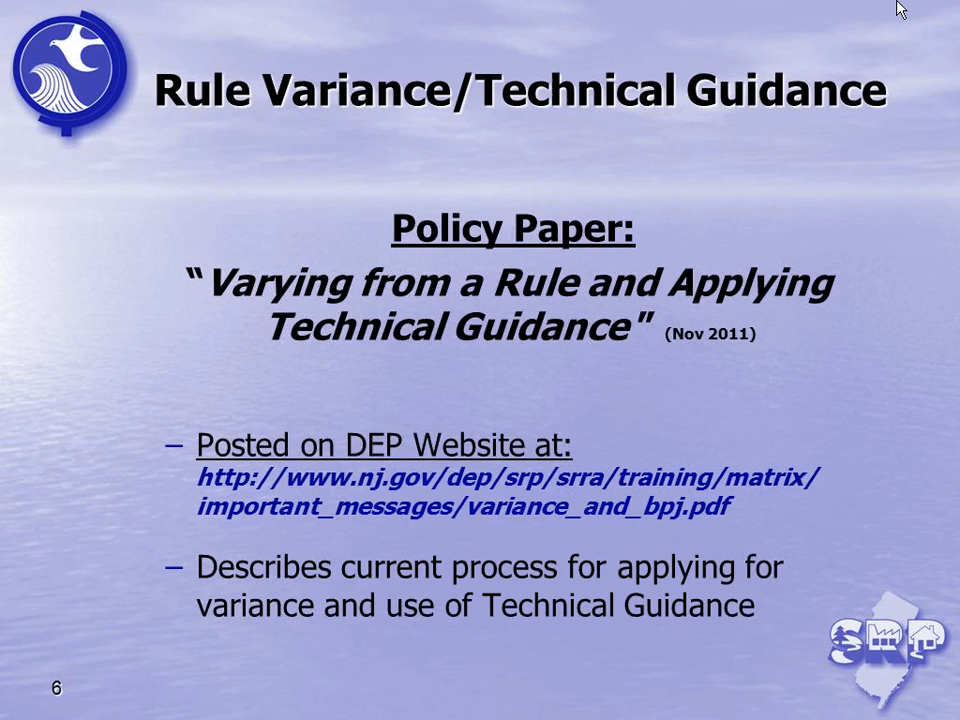 Rule Variance/Technical Guidance
Policy Paper:
“Varying from a Rule and Applying
Technical Guidance" (Nov 2011)
– Posted on DEP Website at:
http://www.nj.gov/dep/srp/srra/training/matrix/
important_messages/variance_and_bpj.pdf
– Describes current process for applying for
variance and use of Technical Guidance
SRP
6